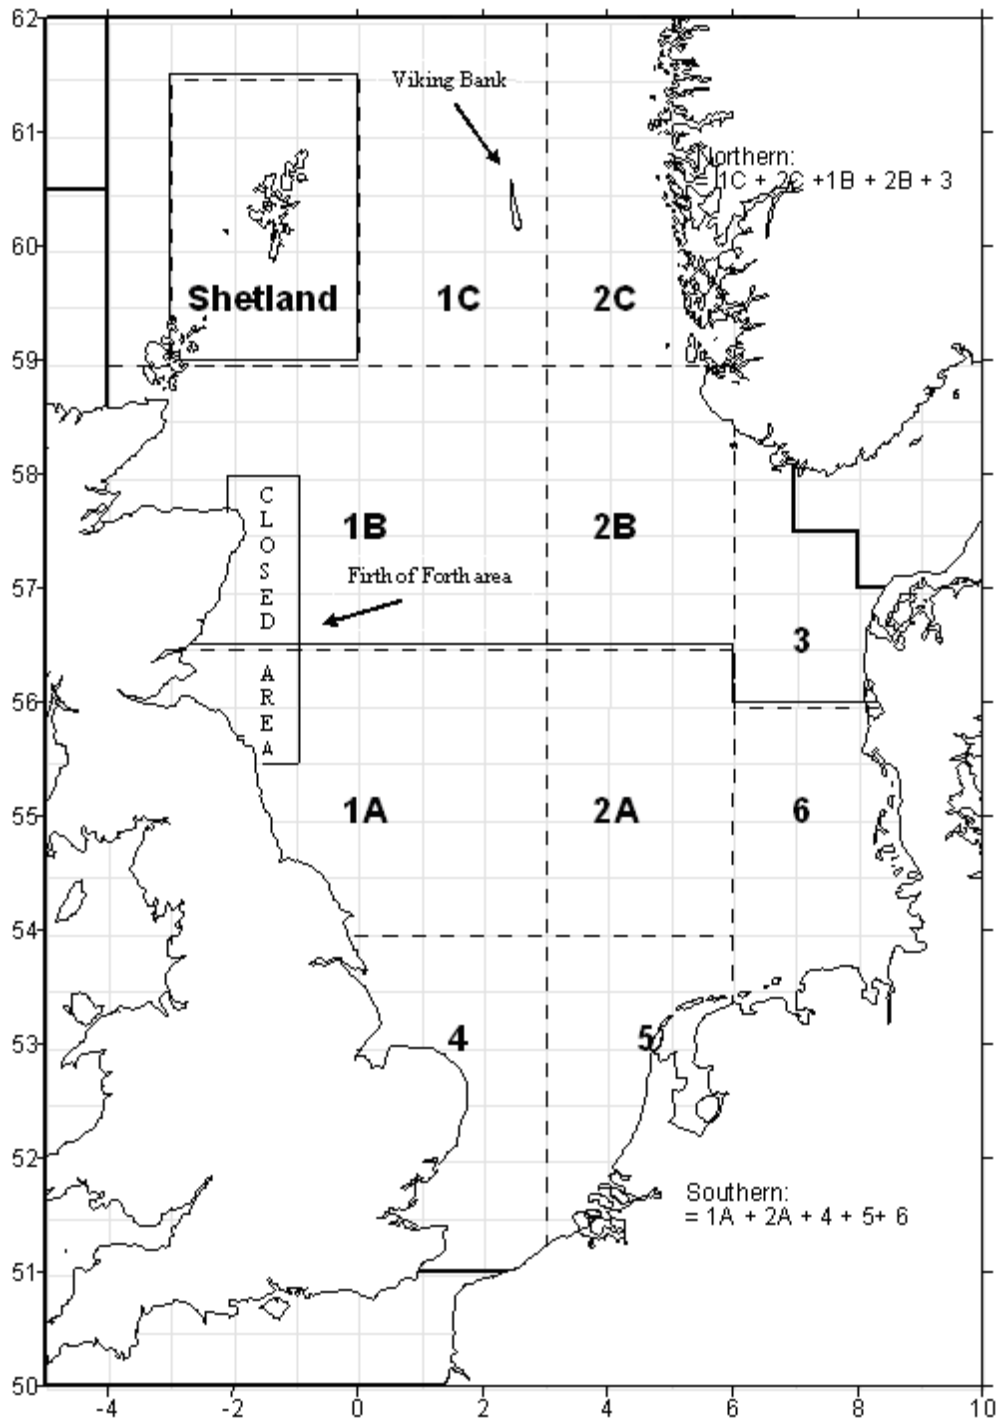 62
Viking Bank
61
Northern:
= 1C + 2C +1B + 2B + 3
60
Shetland
1C
2C
59
58
CLOSED AREA
1B
2B
Firth of Forth area
57
3
56
1A
2A
6
55
54
4
5
53
52
Southern:
= 1A + 2A + 4 + 5+ 6
51
50
-4
-2
0
2
4
6
8
10